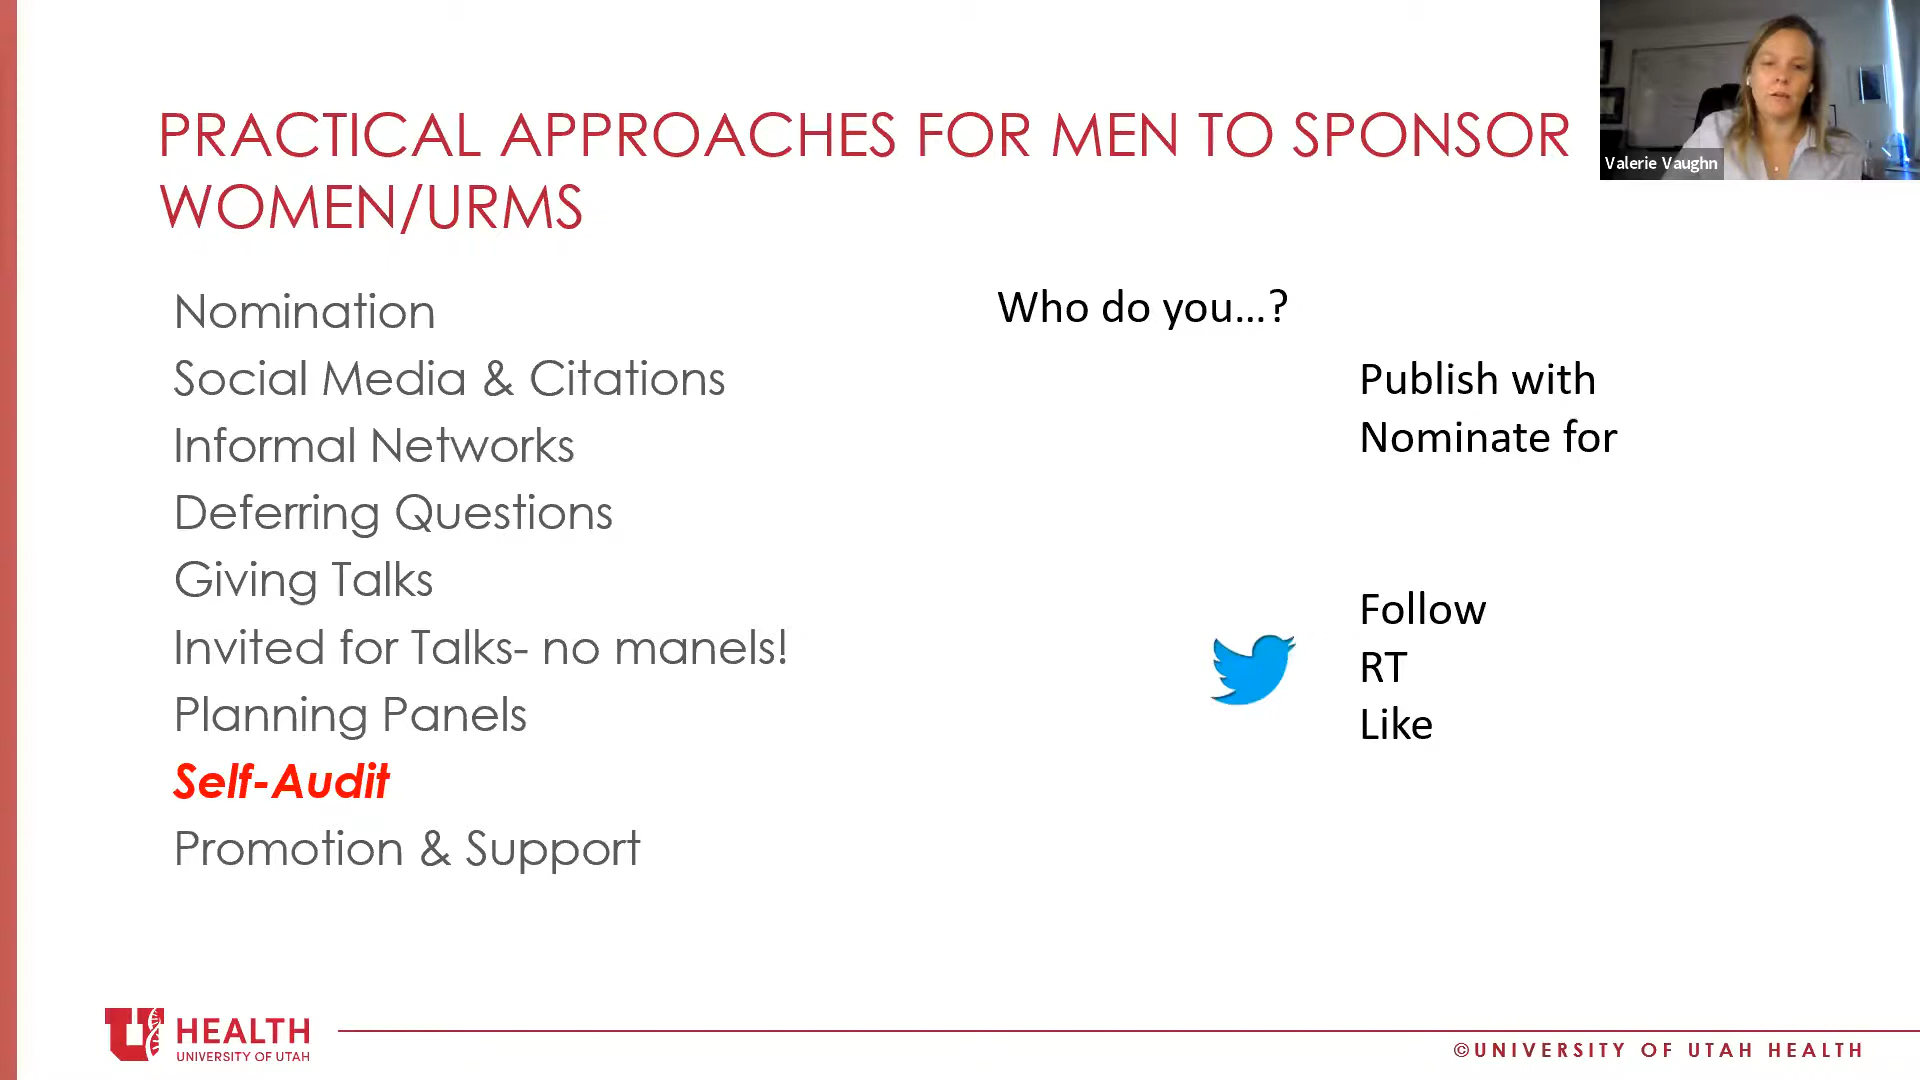 PRACTICAL APPROACHES FOR MEN TO SPONSOR
WOMEN/URMS
Valerie Vaughn
Nomination
Social Media & Citations
Informal Networks
Deferring Questions
Giving Talks
Invited for Talks- no manels!
Planning Panels
Self-Audit
Promotion & Support
Who do you...?
Publish with
Nominate for
Follow
RT
Like
U HEALTH
UNIVERSITY OF UTAH
©UNIVERSITY OF UTAH HEALTH